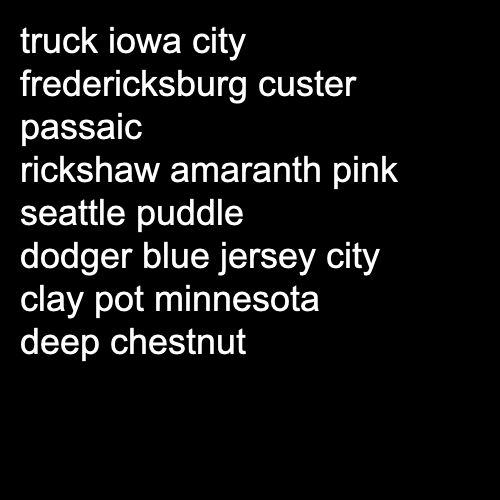 truck iowa city
fredericksburg custer
passaic
rickshaw amaranth pink
seattle puddle
dodger blue jersey city
clay pot minnesota
deep chestnut